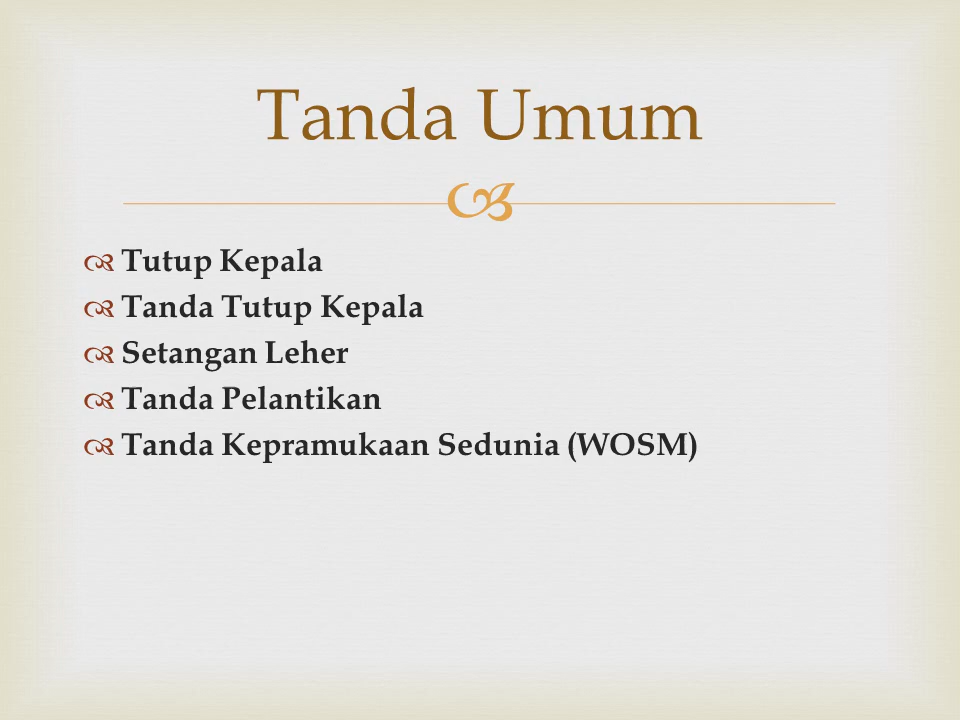 Tanda Umum
Tutup Kepala
Tanda Tutup Kepala
Setangan Leher
Tanda Pelantikan
Tanda Kepramukaan Sedunia (WOSM)